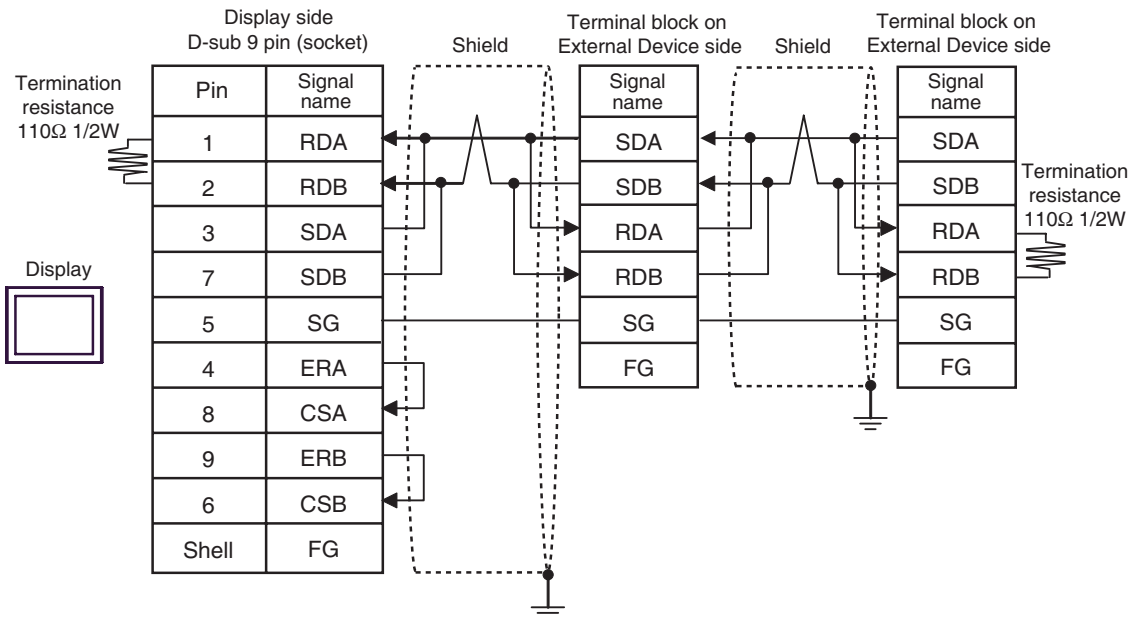 Display side
D-sub 9 pin (socket)
Shield
Terminal block on
External Device side
Shield
Terminal block on
External Device side
Termination
resistance
110Ω 1/2W
Pin
Signal
name
1
RDA
2
RDB
3
SDA
7
SDB
5
SG
4
ERA
8
CSA
9
ERB
6
CSB
Shell
FG
Display
Signal
name
SDA
SDB
RDA
RDB
SG
FG
Signal
name
SDA
SDB
RDA
RDB
SG
FG
Termination
resistance
110Ω 1/2W